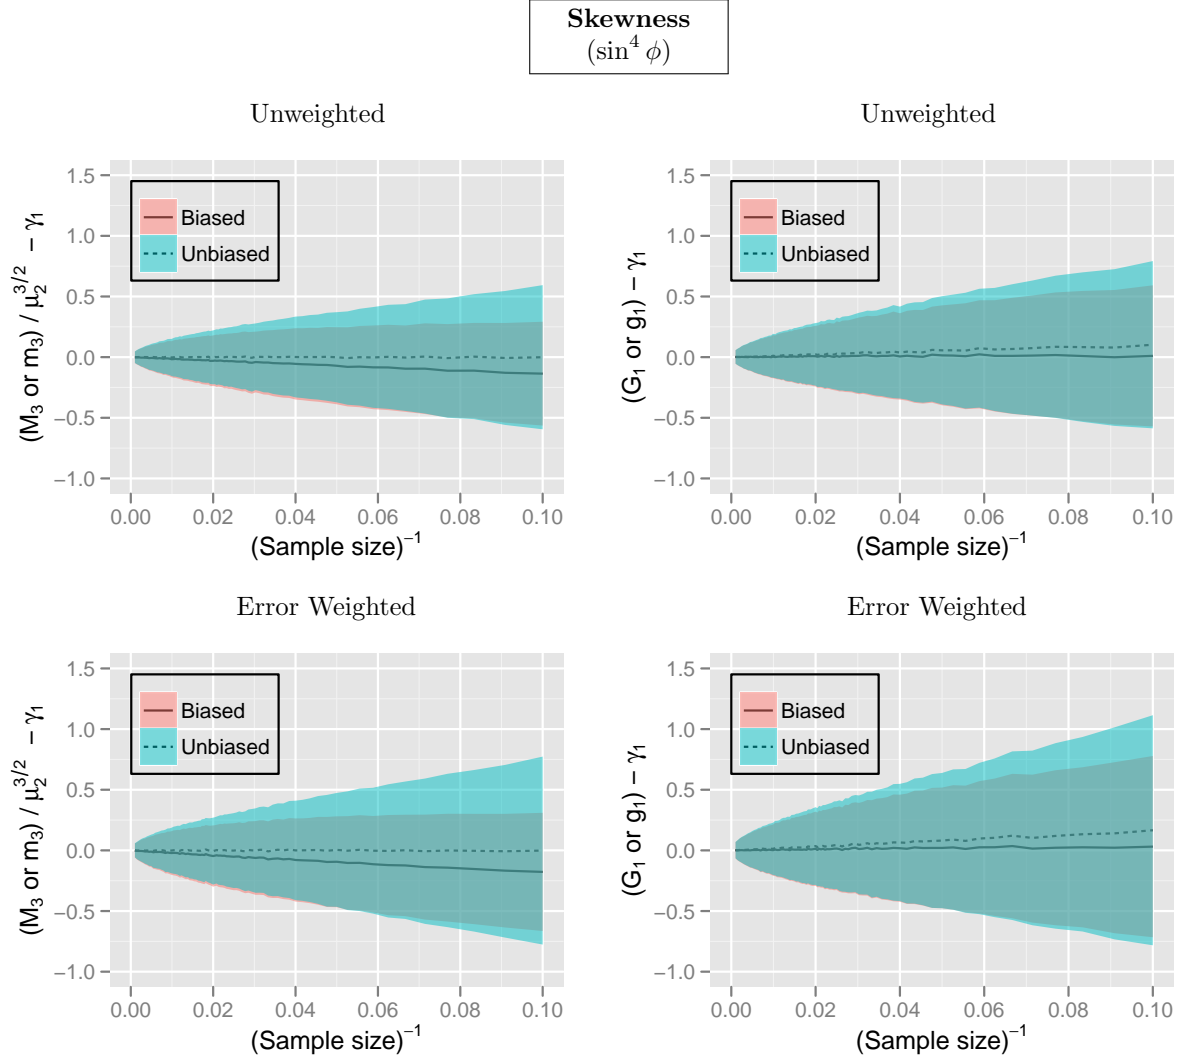 Skewness
(sin⁴ ϕ)
Unweighted
1.5
1.0
0.5
0.0
−0.5
−1.0
(M₃ or m₃) / μ₂^3/2 − γ₁
Biased
Unbiased
0.00 0.02 0.04 0.06 0.08 0.10
(Sample size)⁻¹
Unweighted
1.5
1.0
0.5
0.0
−0.5
−1.0
(G₁ or g₁) − γ₁
Biased
Unbiased
0.00 0.02 0.04 0.06 0.08 0.10
(Sample size)⁻¹
Error Weighted
1.5
1.0
0.5
0.0
−0.5
−1.0
(M₃ or m₃) / μ₂^3/2 − γ₁
Biased
Unbiased
0.00 0.02 0.04 0.06 0.08 0.10
(Sample size)⁻¹
Error Weighted
1.5
1.0
0.5
0.0
−0.5
−1.0
(G₁ or g₁) − γ₁
Biased
Unbiased
0.00 0.02 0.04 0.06 0.08 0.10
(Sample size)⁻¹